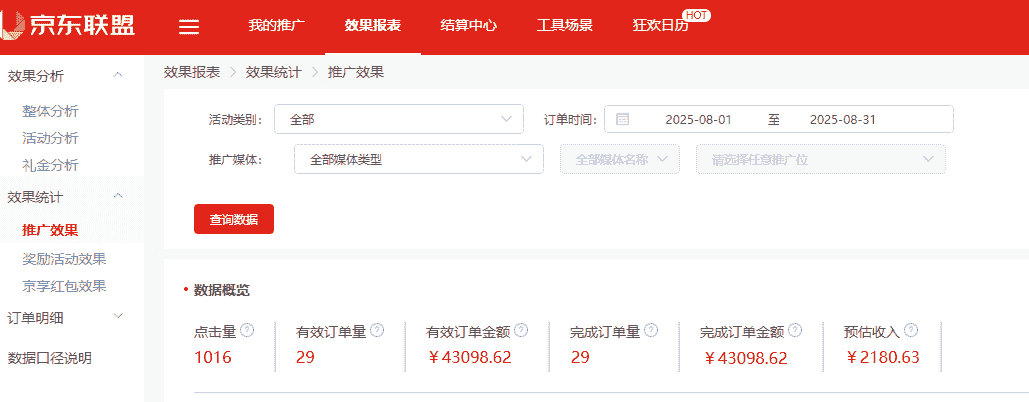 京东联盟
我的推广 效果报表 结算中心 工具场景 狂欢日历 HOT
效果分析
整体分析
活动分析
礼金分析
效果统计
推广效果
奖励活动效果
京享红包效果
订单明细
数据口径说明
效果报表 > 效果统计 > 推广效果
活动类别： 全部 订单时间： 2025-08-01 至 2025-08-31
推广媒体： 全部媒体类型 全部媒体名称 请选择任意推广位
查询数据
数据概览
点击量 ? 有效订单量 ? 有效订单金额 ? 完成订单量 ? 完成订单金额 ? 预估收入 ?
1016 29 ￥43098.62 29 ￥43098.62 ￥2180.63